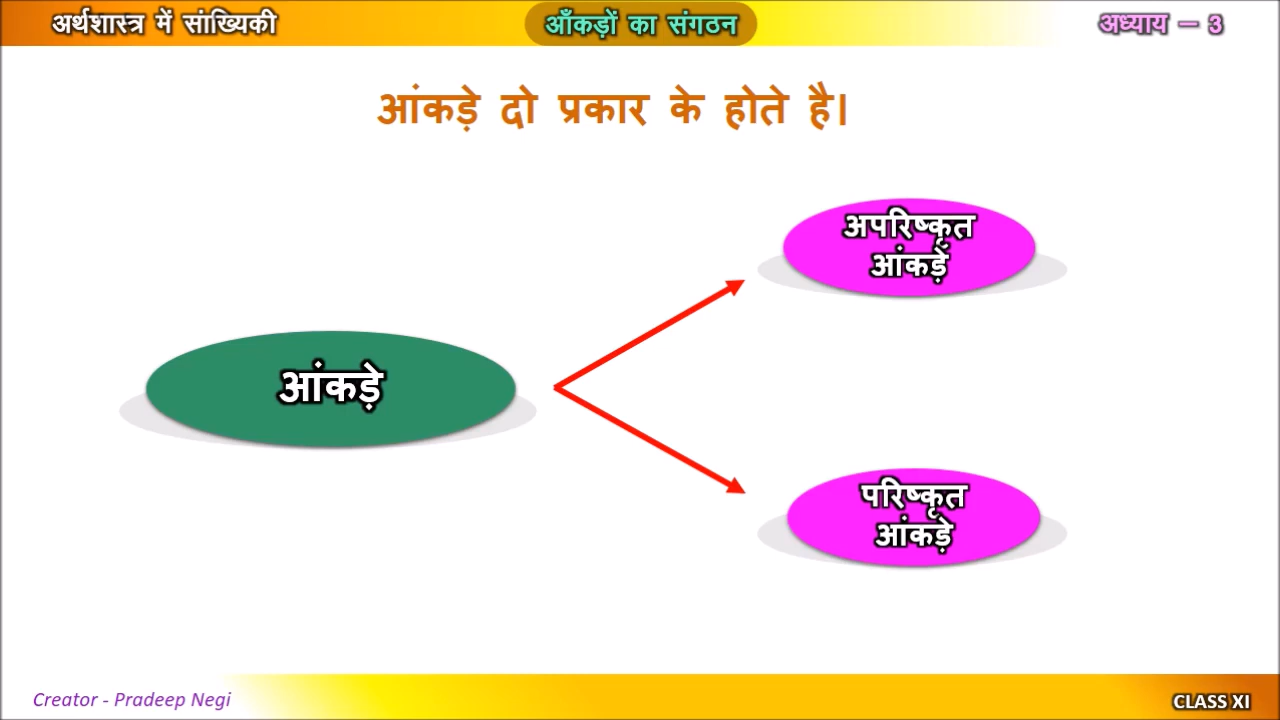 अर्थशास्त्र में सांख्यिकी
आँकड़ों का संगठन
अध्याय – 3
आंकड़े दो प्रकार के होते है।
अपरिष्कृत
आंकड़ें
आंकड़े
परिष्कृत
आंकड़े
Creator - Pradeep Negi
CLASS XI